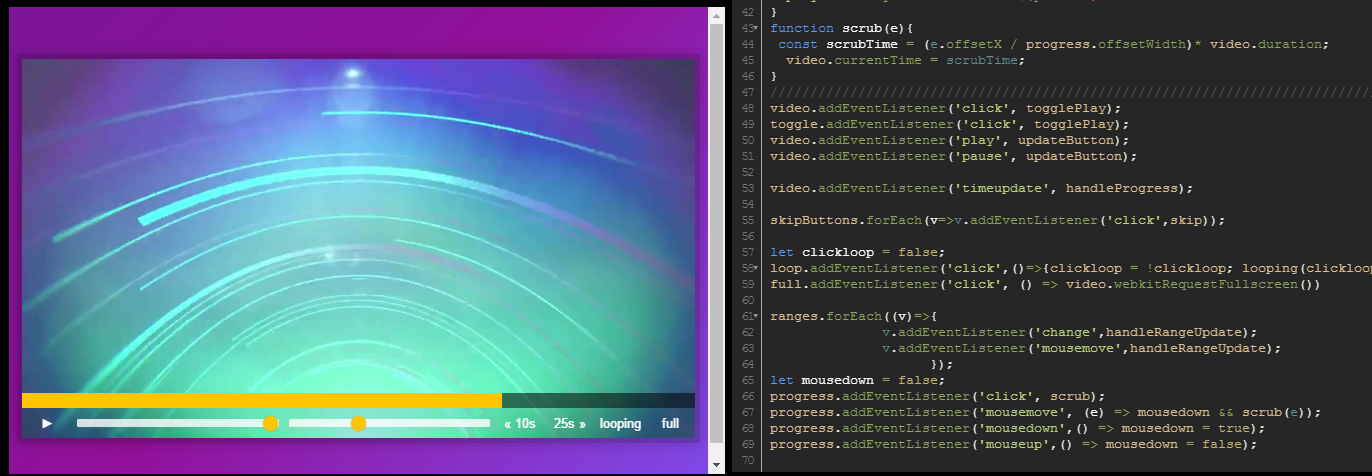 « 10s 25s » looping full
42 }
43 function scrub(e){
44 const scrubTime = (e.offsetX / progress.offsetWidth)* video.duration;
45 video.currentTime = scrubTime;
46 }
47 ////////////////////////////////////////////////////////////////////////////
48 video.addEventListener('click', togglePlay);
49 toggle.addEventListener('click', togglePlay);
50 video.addEventListener('play', updateButton);
51 video.addEventListener('pause', updateButton);
52
53 video.addEventListener('timeupdate', handleProgress);
54
55 skipButtons.forEach(v=>v.addEventListener('click',skip));
56
57 let clickloop = false;
58 loop.addEventListener('click',()=>{clickloop = !clickloop; looping(clickloop
59 full.addEventListener('click', () => video.webkitRequestFullscreen())
60
61 ranges.forEach((v)=>{
62 v.addEventListener('change',handleRangeUpdate);
63 v.addEventListener('mousemove',handleRangeUpdate);
64 });
65 let mousedown = false;
66 progress.addEventListener('click', scrub);
67 progress.addEventListener('mousemove', (e) => mousedown && scrub(e));
68 progress.addEventListener('mousedown',() => mousedown = true);
69 progress.addEventListener('mouseup',() => mousedown = false);
70